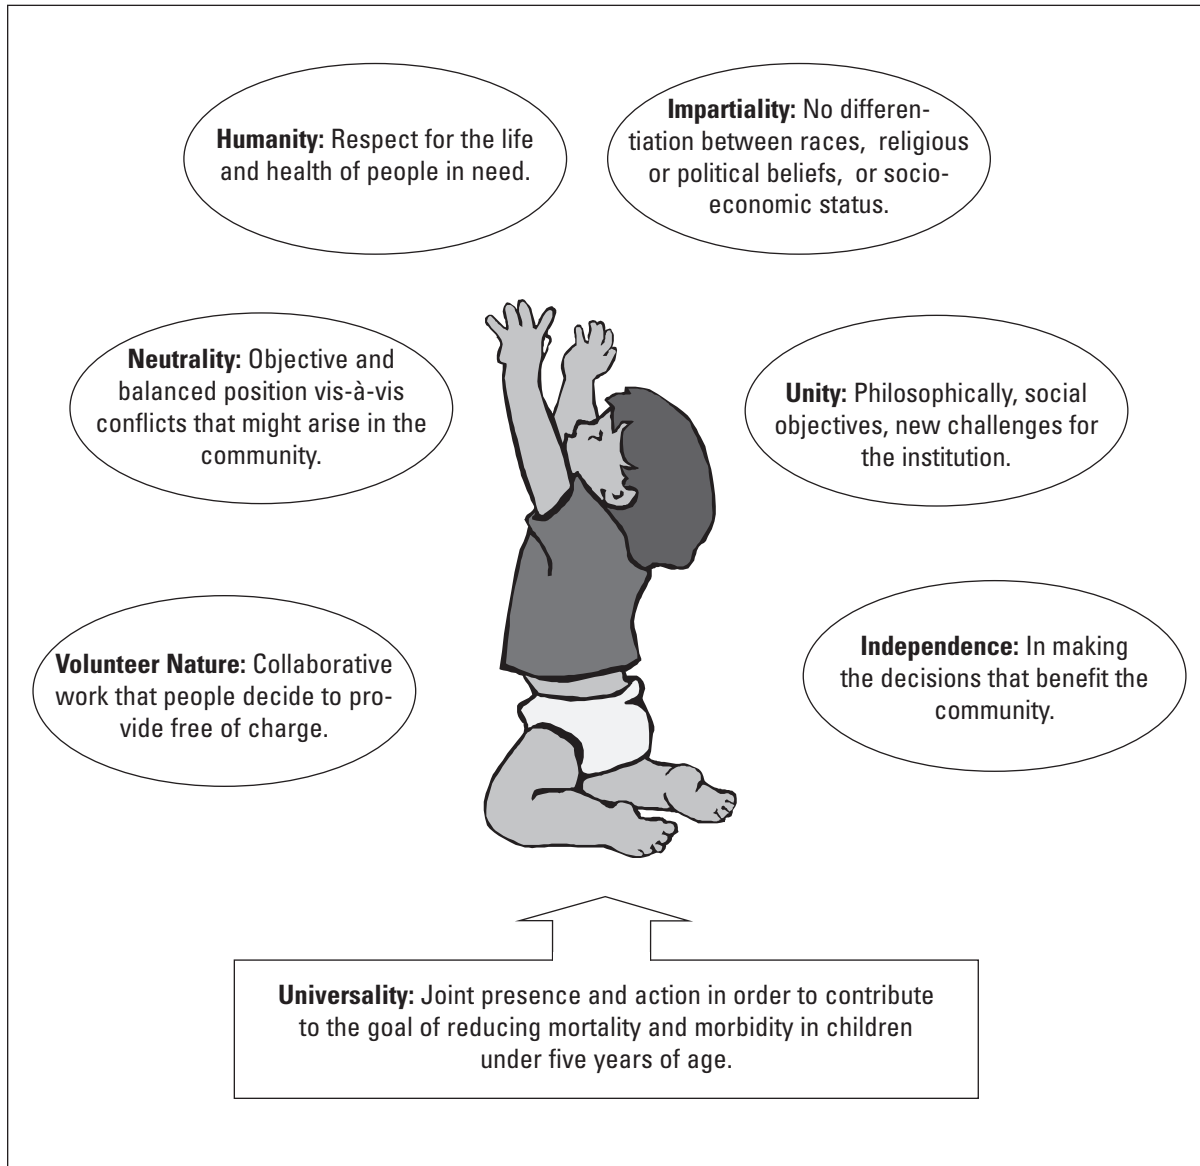 Humanity: Respect for the life
and health of people in need.
Impartiality: No differen-
tiation between races, religious
or political beliefs, or socio-
economic status.
Neutrality: Objective and
balanced position vis-à-vis
conflicts that might arise in the
community.
Unity: Philosophically, social
objectives, new challenges for
the institution.
Volunteer Nature: Collaborative
work that people decide to pro-
vide free of charge.
Independence: In making
the decisions that benefit the
community.
Universality: Joint presence and action in order to contribute
to the goal of reducing mortality and morbidity in children
under five years of age.